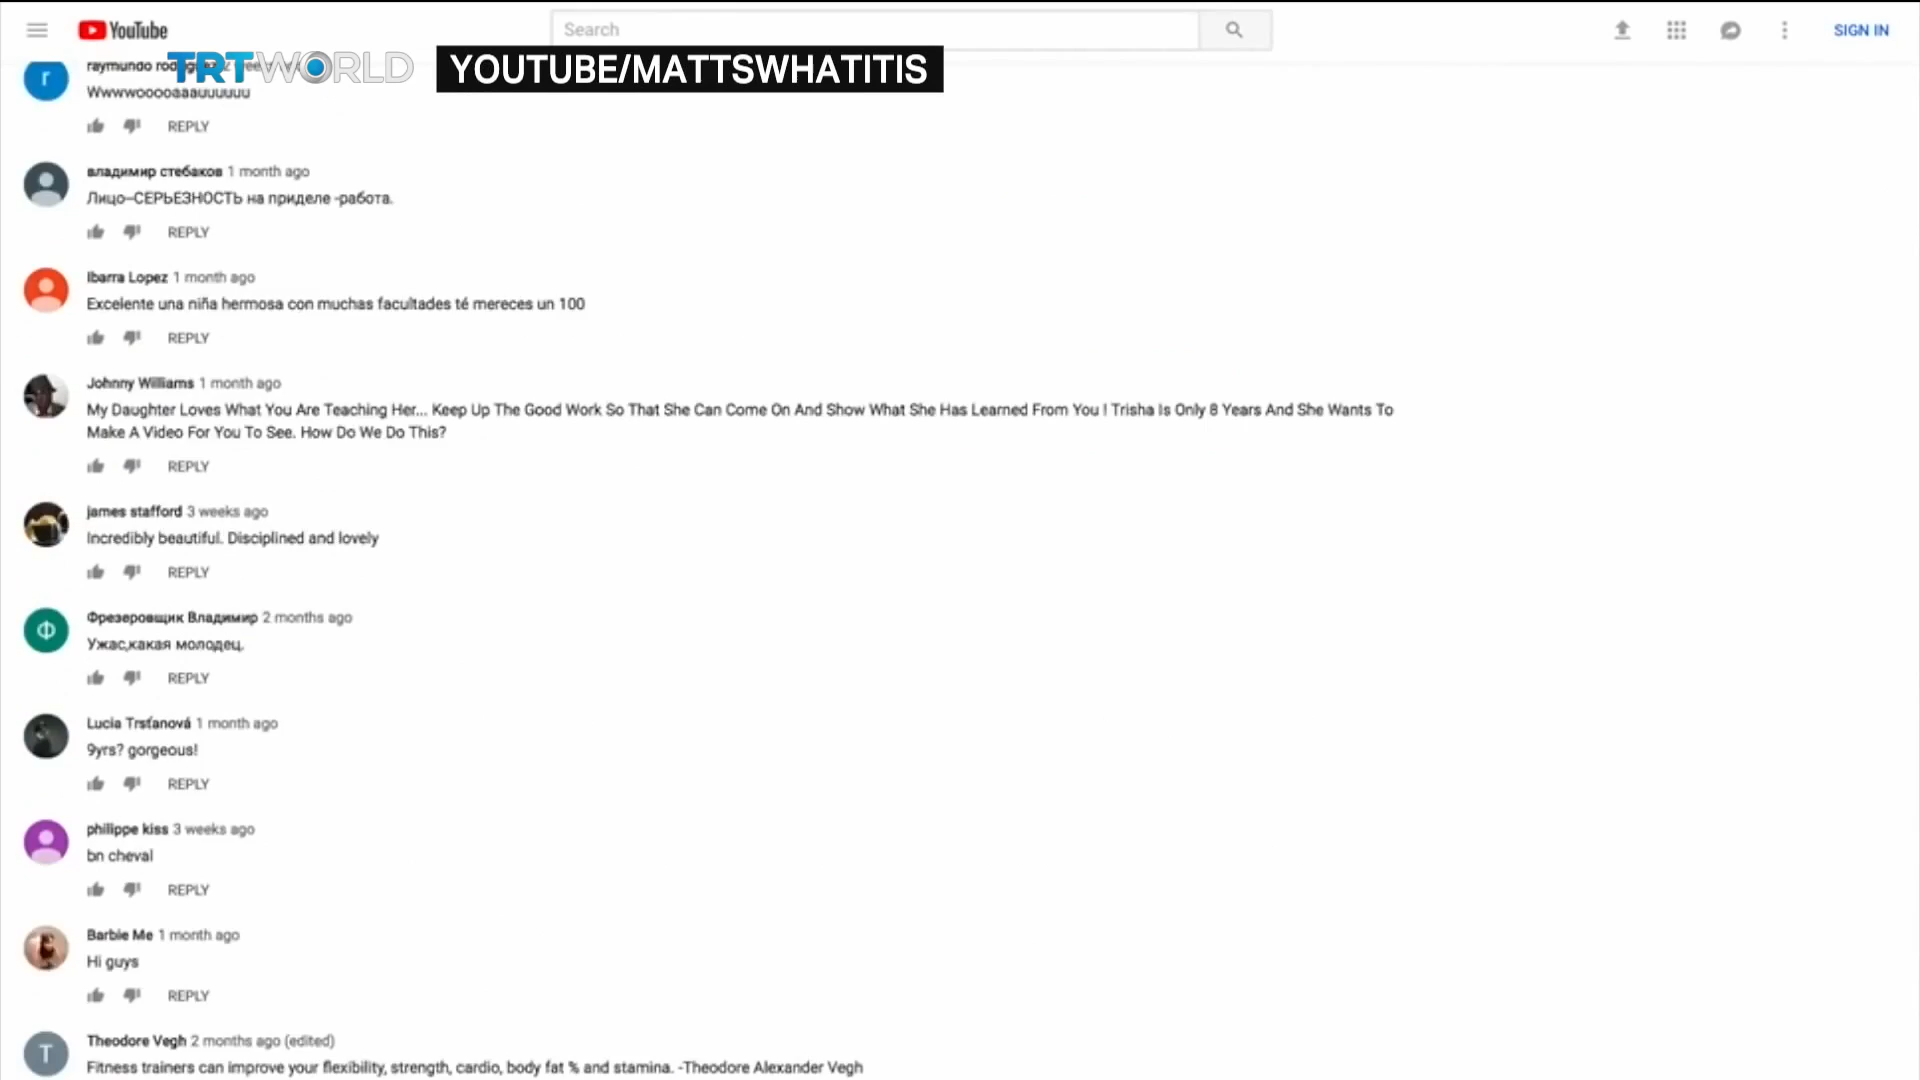 YouTube
Search
SIGN IN
TRT WORLD
YOUTUBE/MATTSWHATITIS
raymundo
Wwwwooooaaauuuuuu
REPLY
владимир стебаков 1 month ago
Лицо--СЕРЬЕЗНОСТЬ на приделе -работа.
REPLY
Ibarra Lopez 1 month ago
Excelente una niña hermosa con muchas facultades té mereces un 100
REPLY
Johnny Williams 1 month ago
My Daughter Loves What You Are Teaching Her... Keep Up The Good Work So That She Can Come On And Show What She Has Learned From You ! Trisha Is Only 8 Years And She Wants To
Make A Video For You To See. How Do We Do This?
REPLY
james stafford 3 weeks ago
Incredibly beautiful. Disciplined and lovely
REPLY
Ф
Фрезеровщик Владимир 2 months ago
Ужас,какая молодец.
REPLY
Lucia Trsťanová 1 month ago
9yrs? gorgeous!
REPLY
philippe kiss 3 weeks ago
bn cheval
REPLY
Barbie Me 1 month ago
Hi guys
REPLY
T
Theodore Vegh 2 months ago (edited)
Fitness trainers can improve your flexibility, strength, cardio, body fat % and stamina. -Theodore Alexander Vegh